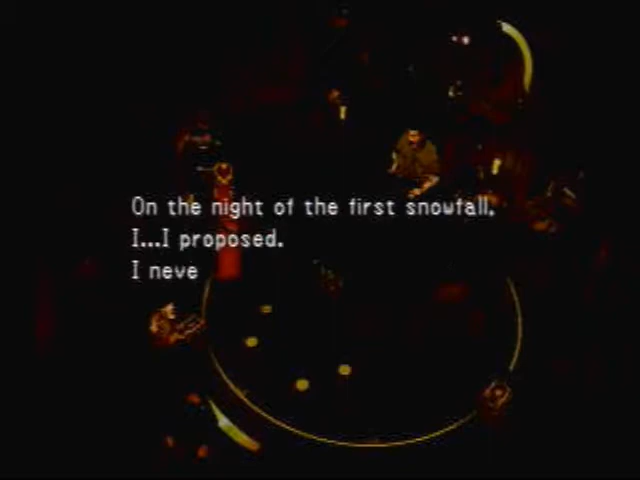 On the night of the first snowfall,
I...I proposed.
I neve